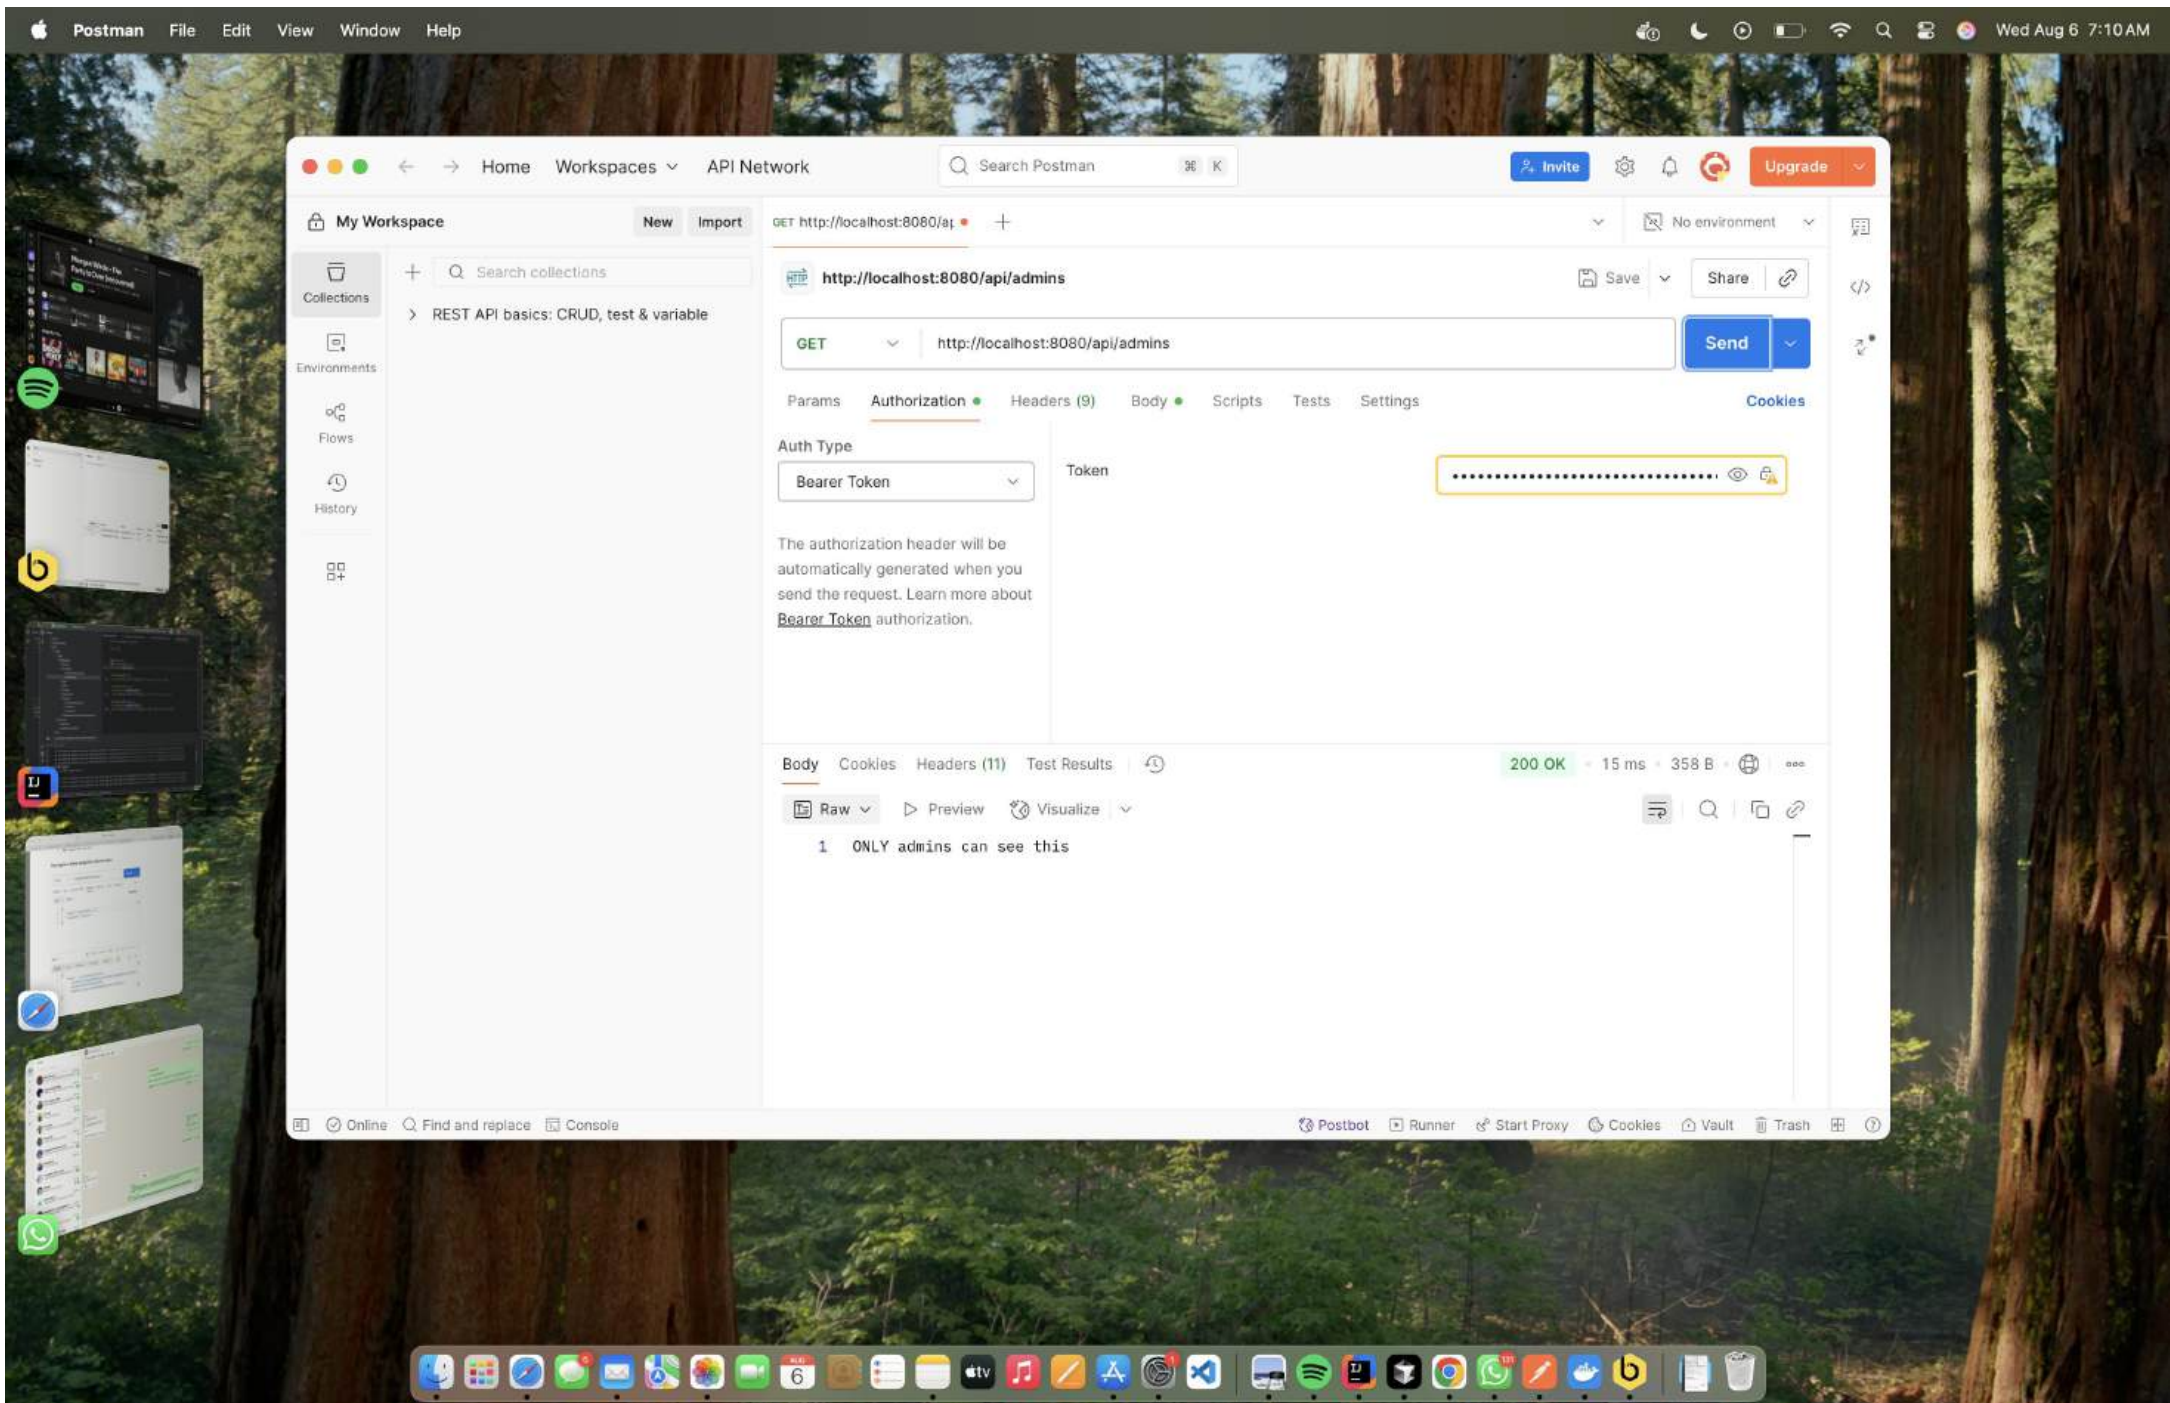 Postman File Edit View Window Help
Wed Aug 6 7:10 AM
Home Workspaces API Network
Search Postman ⌘ K
Invite
Upgrade
My Workspace
New Import
GET http://localhost:8080/ap
No environment
Collections
Search collections
REST API basics: CRUD, test & variable
Environments
Flows
History
HTTP http://localhost:8080/api/admins
Save
Share
GET http://localhost:8080/api/admins
Send
Params Authorization Headers (9) Body Scripts Tests Settings
Cookies
Auth Type
Bearer Token
Token
The authorization header will be
automatically generated when you
send the request. Learn more about
Bearer Token authorization.
Body Cookies Headers (11) Test Results
200 OK 15 ms 358 B
Raw Preview Visualize
1 ONLY admins can see this
Online Find and replace Console
Postbot Runner Start Proxy Cookies Vault Trash
AUG
6
tv